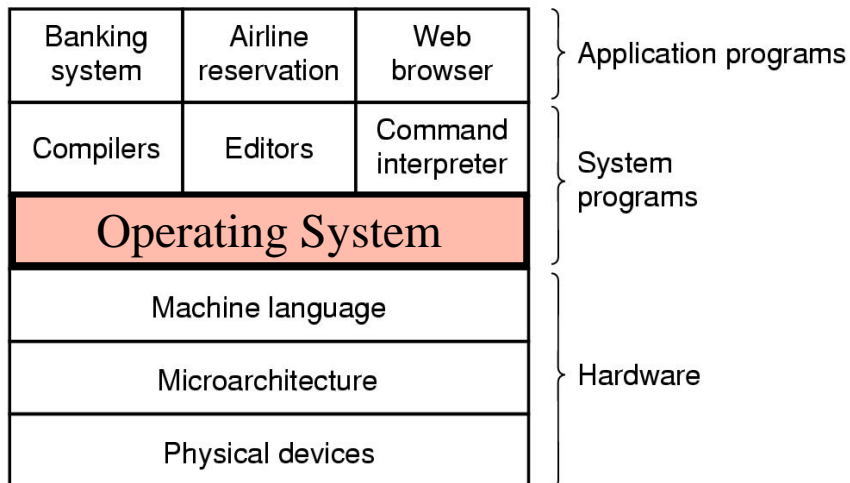 Banking
system
Airline
reservation
Web
browser
Application programs
Compilers
Editors
Command
interpreter
System
programs
Operating System
Machine language
Microarchitecture
Hardware
Physical devices